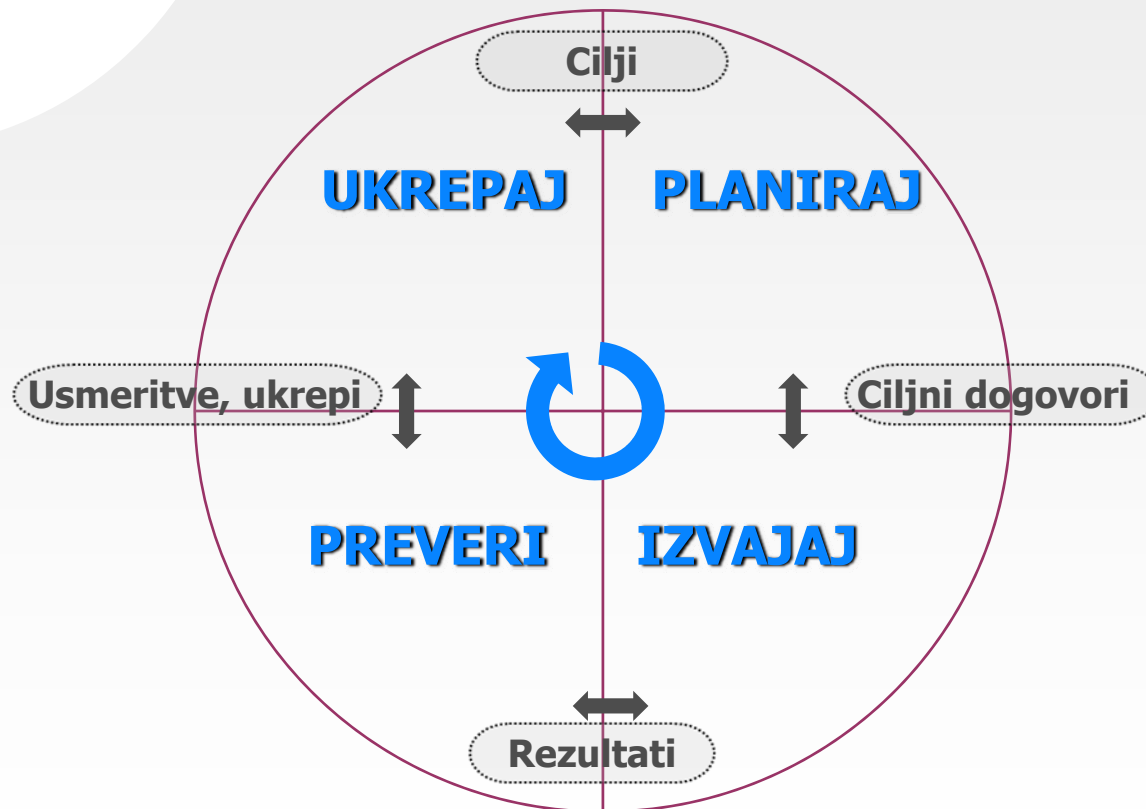 Cilji
UKREPAJ PLANIRAJ
Usmeritve, ukrepi
Ciljni dogovori
PREVERI IZVAJAJ
Rezultati